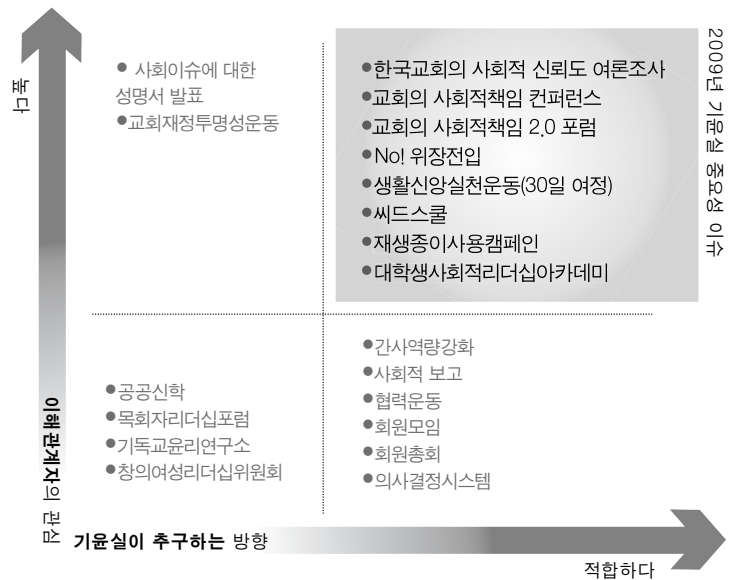 높다
● 사회이슈에 대한
성명서 발표
●교회재정투명성운동
●한국교회의 사회적 신뢰도 여론조사
●교회의 사회적책임 컨퍼런스
●교회의 사회적책임 2.0 포럼
●No! 위장전입
●생활신앙실천운동(30일 여정)
●씨드스쿨
●재생종이사용캠페인
●대학생사회적리더십아카데미
2009년 기윤실 중요성 이슈
●공공신학
●목회자리더십포럼
●기독교윤리연구소
●창의여성리더십위원회
●간사역량강화
●사회적 보고
●협력운동
●회원모임
●회원총회
●의사결정시스템
이해관계자의 관심
기윤실이 추구하는 방향
적합하다